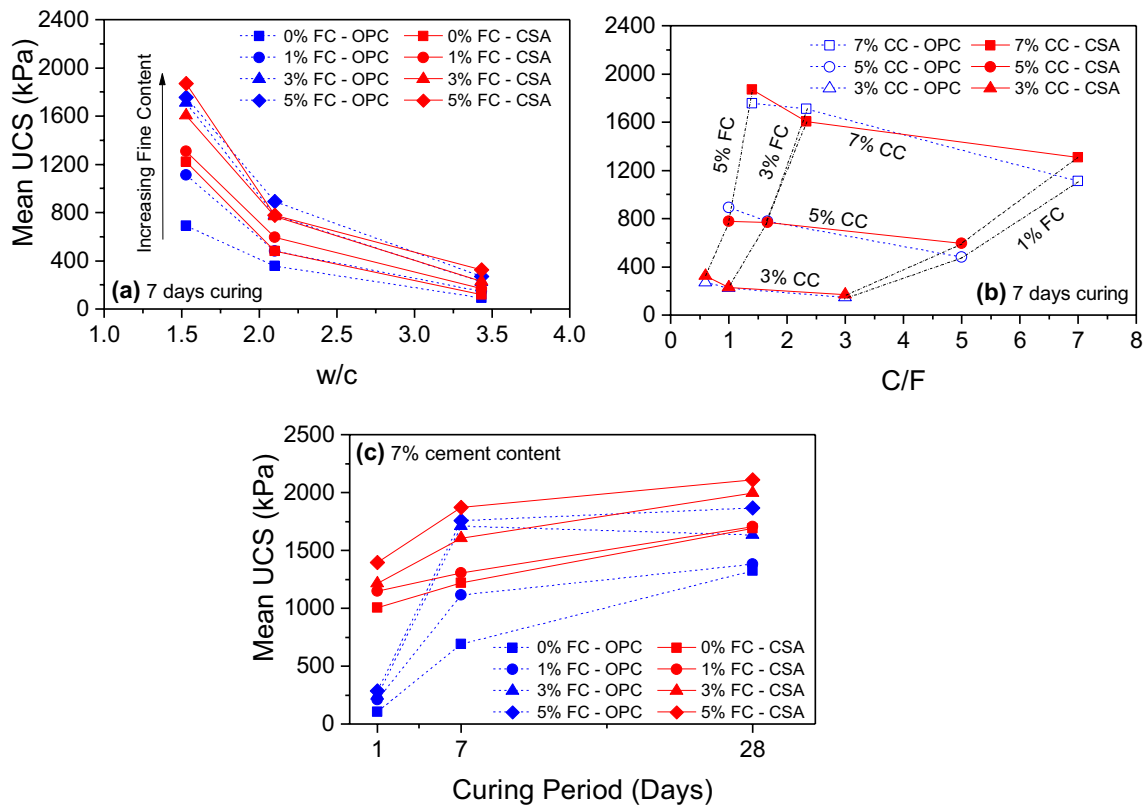 2400
2000
1600
1200
800
400
0
Mean UCS (kPa)
0% FC - OPC 0% FC - CSA
1% FC - OPC 1% FC - CSA
3% FC - OPC 3% FC - CSA
5% FC - OPC 5% FC - CSA
Increasing Fine Content
(a) 7 days curing
1.0 1.5 2.0 2.5 3.0 3.5 4.0
w/c
2400
2000
1600
1200
800
400
0
7% CC - OPC 7% CC - CSA
5% CC - OPC 5% CC - CSA
3% CC - OPC 3% CC - CSA
5% FC
3% FC
7% CC
5% CC
1% FC
3% CC
(b) 7 days curing
0 1 2 3 4 5 6 7 8
C/F
(c) 7% cement content
2500
2000
1500
1000
500
0
Mean UCS (kPa)
0% FC - OPC 0% FC - CSA
1% FC - OPC 1% FC - CSA
3% FC - OPC 3% FC - CSA
5% FC - OPC 5% FC - CSA
1 7 28
Curing Period (Days)